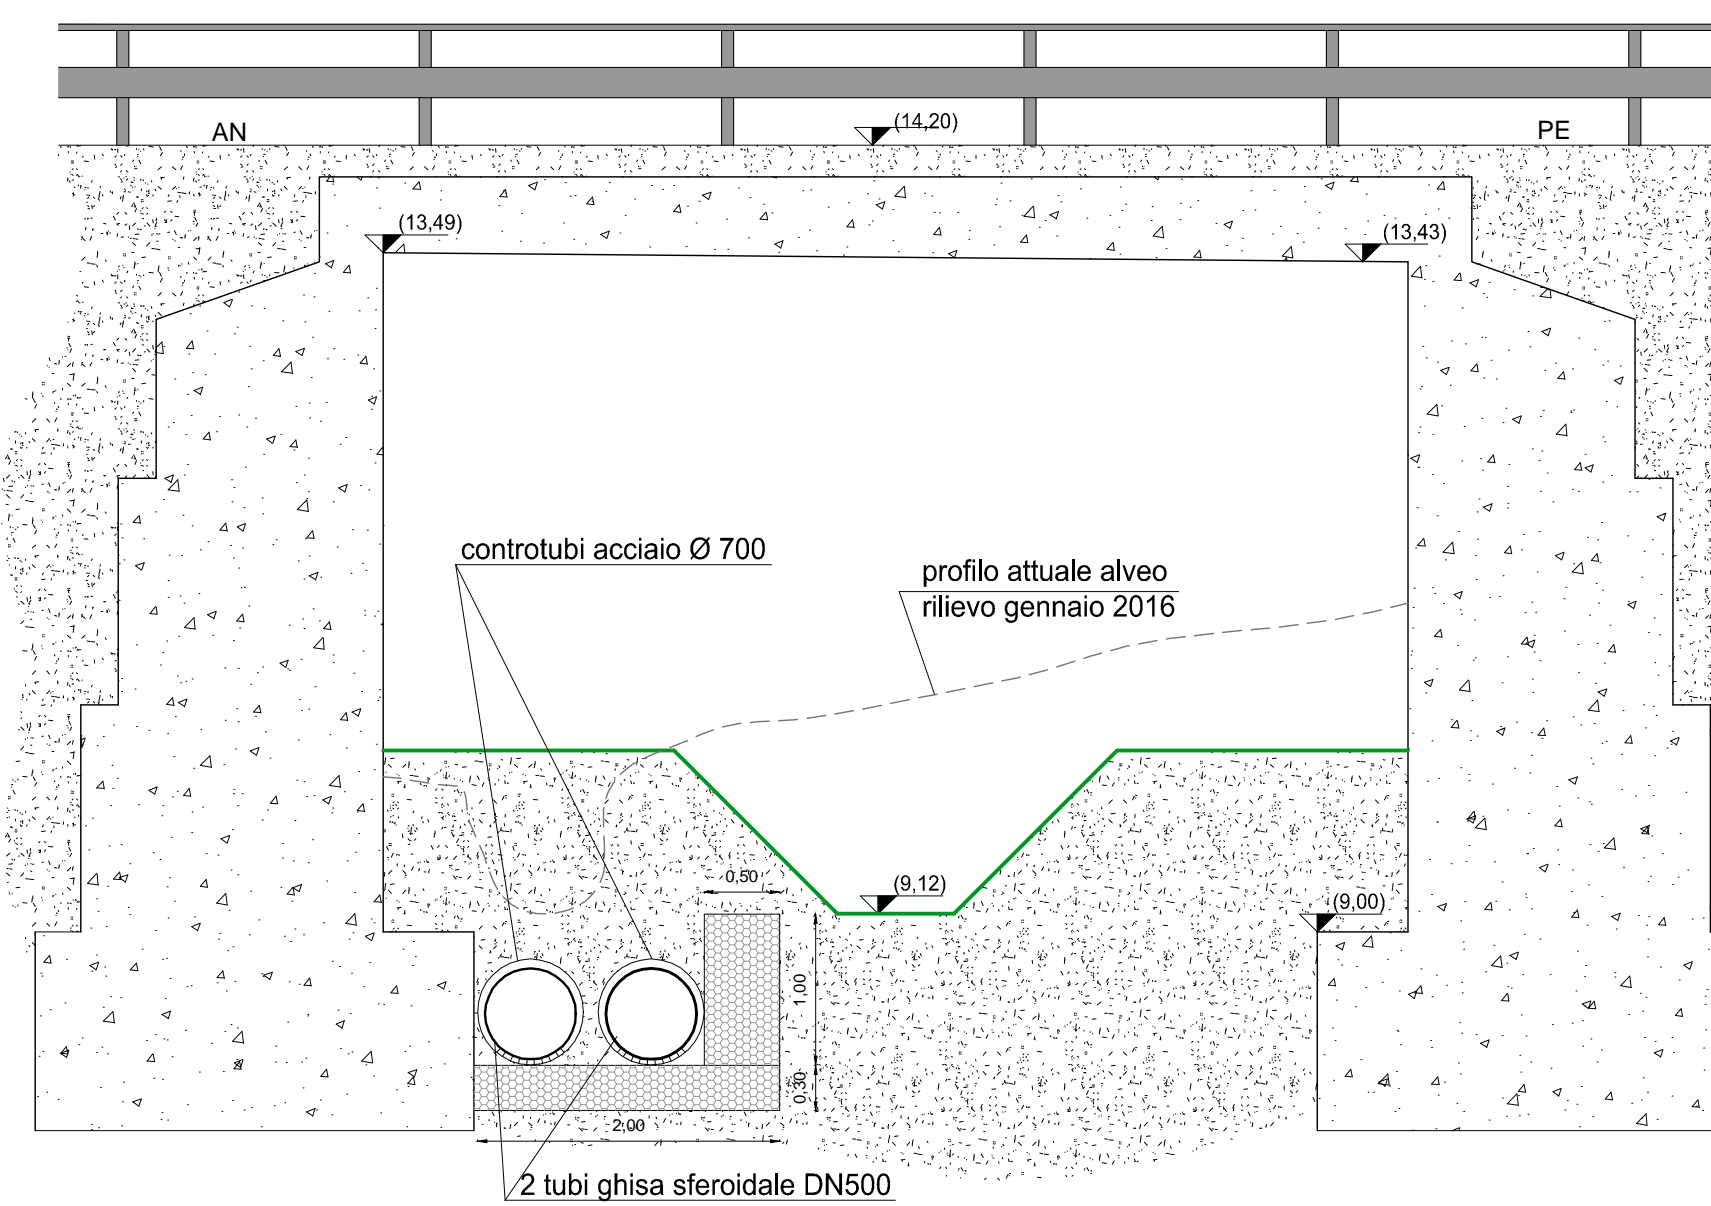 AN
(14,20)
PE
(13,49)
(13,43)
controtubi acciaio Ø 700
profilo attuale alveo
rilievo gennaio 2016
0,50
(9,12)
(9,00)
1,00
0,30
2,00
2 tubi ghisa sferoidale DN500